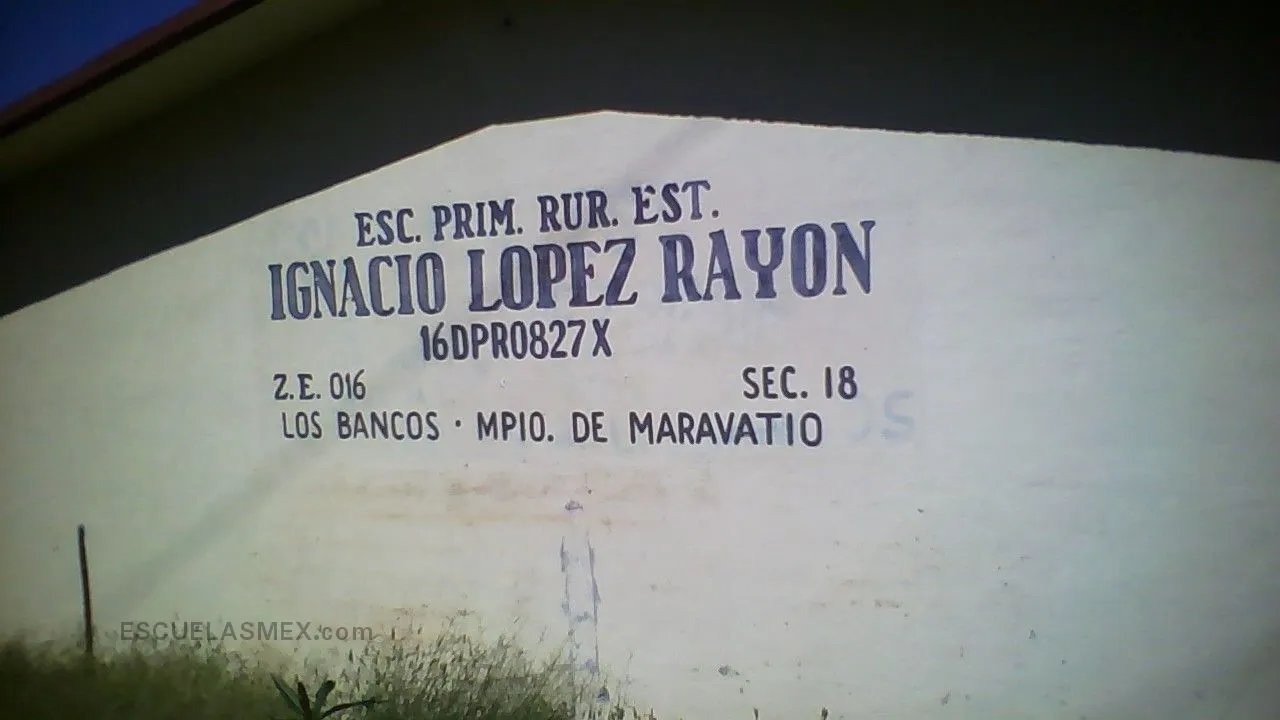 ESC. PRIM. RUR. EST.
IGNACIO LOPEZ RAYON
16DPR0827X
Z.E. 016 SEC. 18
LOS BANCOS · MPIO. DE MARAVATIO
ESCUELASMEX.com